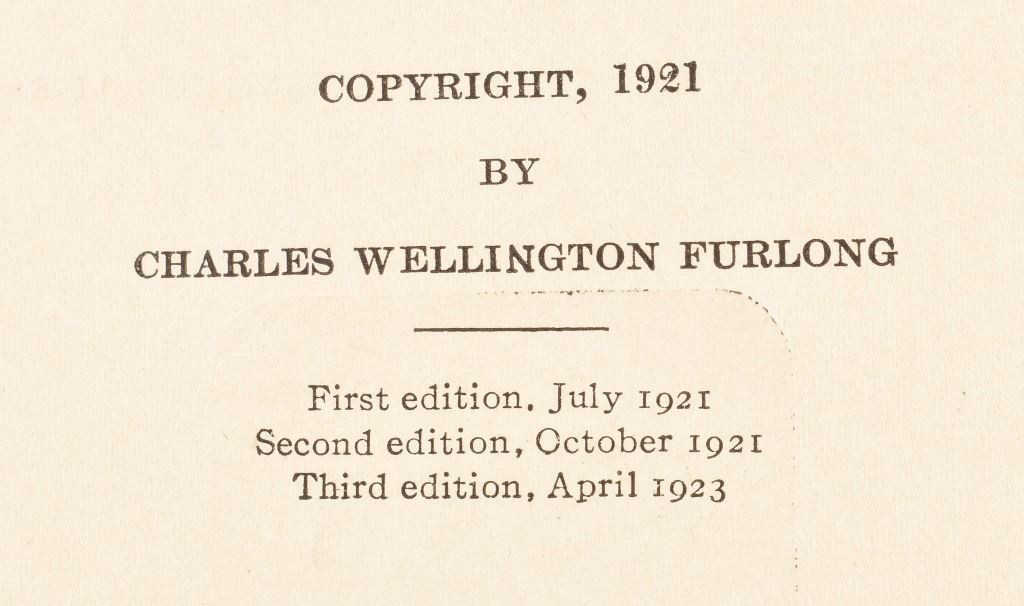 COPYRIGHT, 1921
BY
CHARLES WELLINGTON FURLONG
First edition, July 1921
Second edition, October 1921
Third edition, April 1923